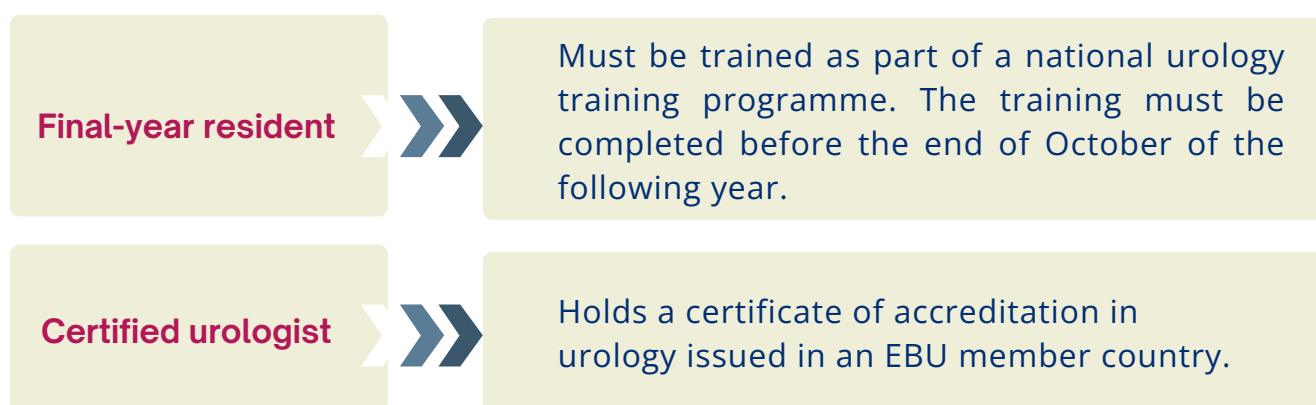 Final-year resident
Must be trained as part of a national urology
training programme. The training must be
completed before the end of October of the
following year.
Certified urologist
Holds a certificate of accreditation in
urology issued in an EBU member country.